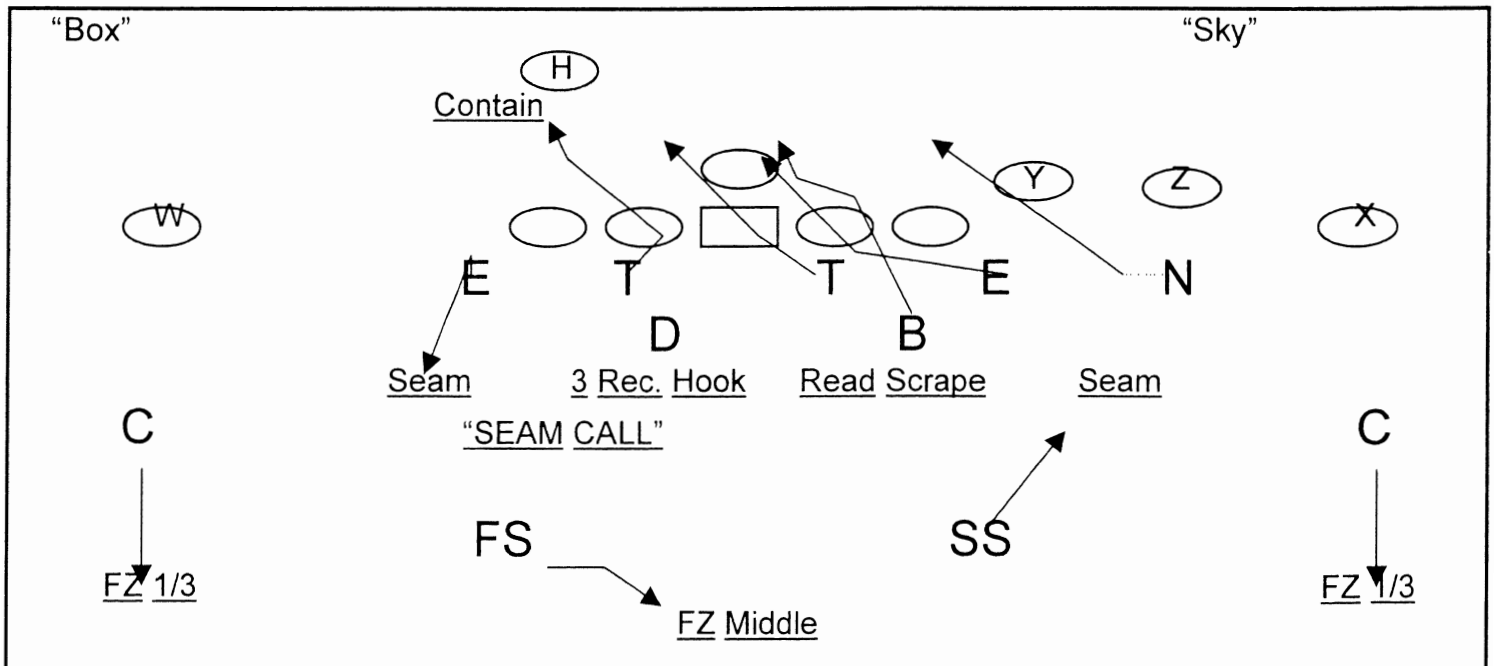 “Box” “Sky”
H
Contain
Y Z
W X
E T T E N
D B
Seam 3 Rec. Hook Read Scrape Seam
C “SEAM CALL” C
FS SS
FZ 1/3 FZ 1/3
FZ Middle